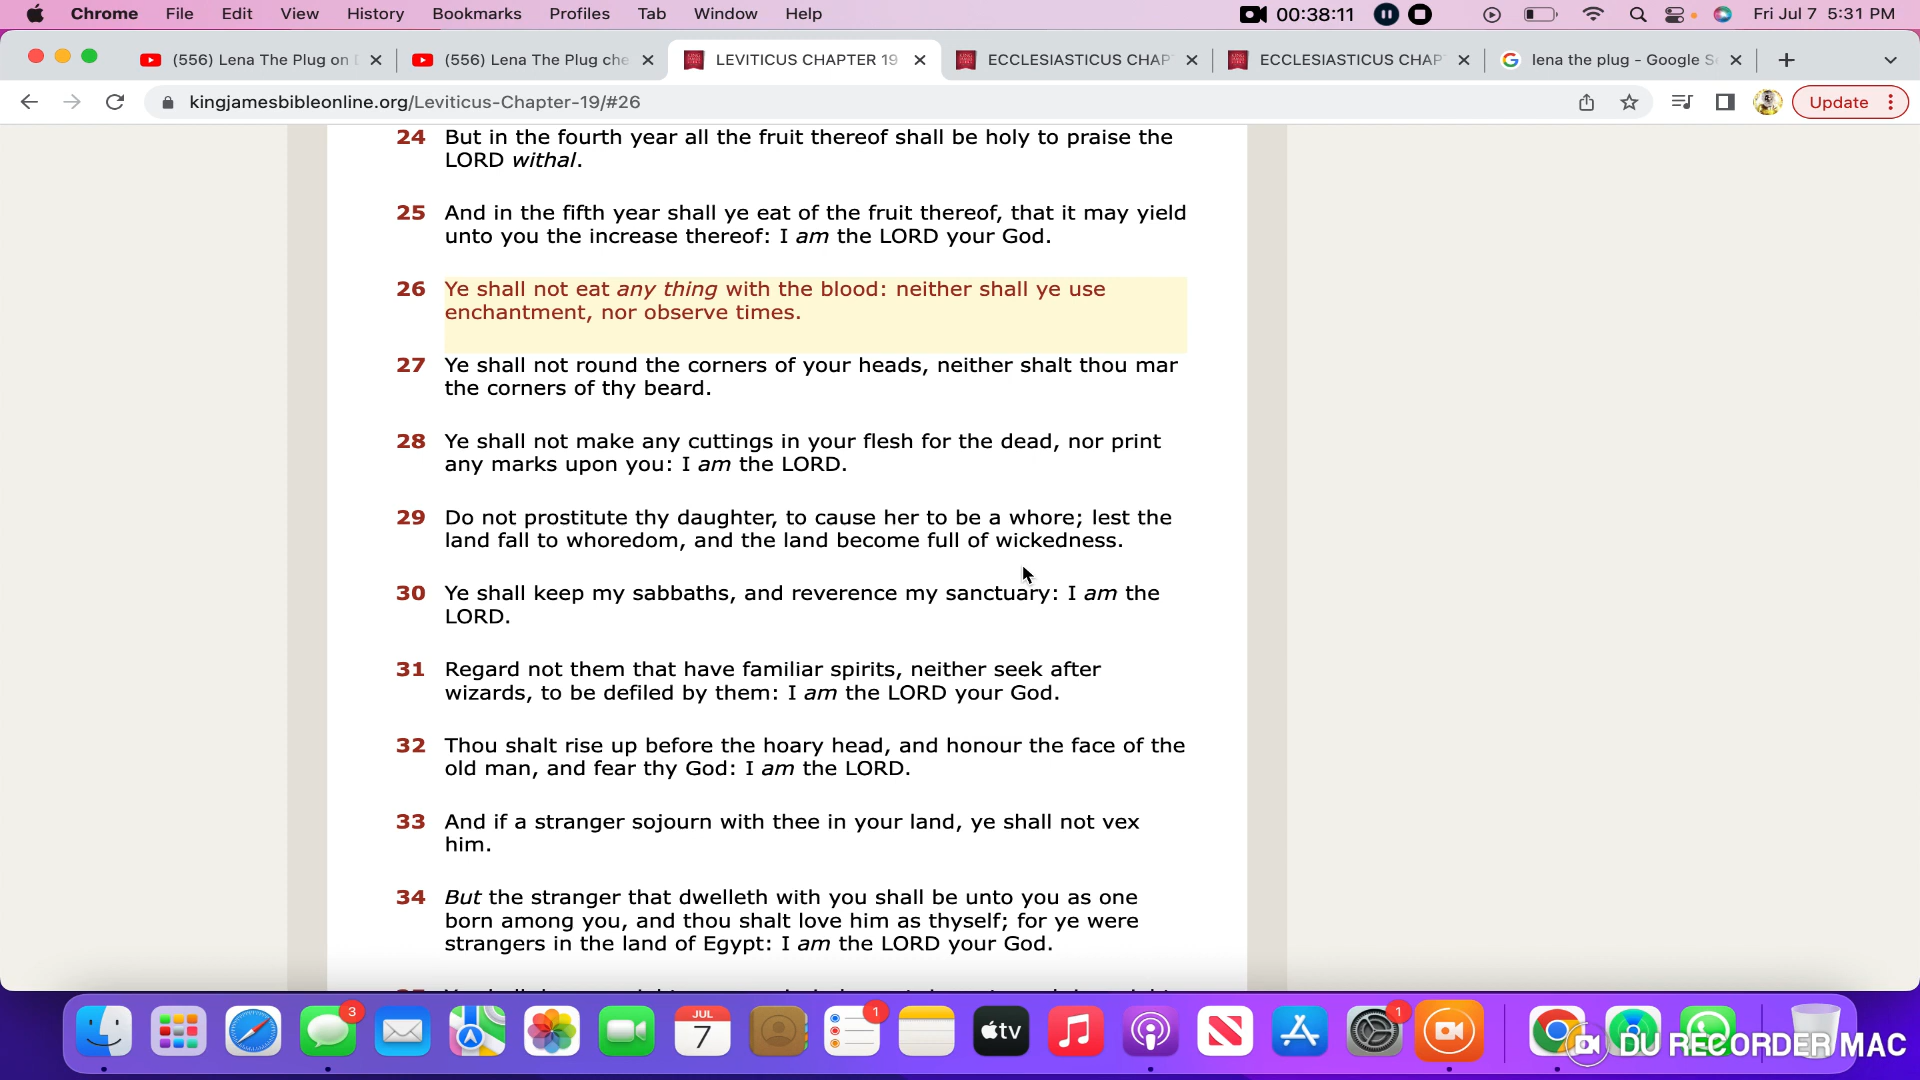 Chrome File Edit View History Bookmarks Profiles Tab Window Help 00:38:11 Fri Jul 7 5:31 PM
(556) Lena The Plug on (556) Lena The Plug che LEVITICUS CHAPTER 19 ECCLESIASTICUS CHAP ECCLESIASTICUS CHAP lena the plug - Google S
kingjamesbibleonline.org/Leviticus-Chapter-19/#26 Update
24 But in the fourth year all the fruit thereof shall be holy to praise the
LORD withal.
25 And in the fifth year shall ye eat of the fruit thereof, that it may yield
unto you the increase thereof: I am the LORD your God.
26 Ye shall not eat any thing with the blood: neither shall ye use
enchantment, nor observe times.
27 Ye shall not round the corners of your heads, neither shalt thou mar
the corners of thy beard.
28 Ye shall not make any cuttings in your flesh for the dead, nor print
any marks upon you: I am the LORD.
29 Do not prostitute thy daughter, to cause her to be a whore; lest the
land fall to whoredom, and the land become full of wickedness.
30 Ye shall keep my sabbaths, and reverence my sanctuary: I am the
LORD.
31 Regard not them that have familiar spirits, neither seek after
wizards, to be defiled by them: I am the LORD your God.
32 Thou shalt rise up before the hoary head, and honour the face of the
old man, and fear thy God: I am the LORD.
33 And if a stranger sojourn with thee in your land, ye shall not vex
him.
34 But the stranger that dwelleth with you shall be unto you as one
born among you, and thou shalt love him as thyself; for ye were
strangers in the land of Egypt: I am the LORD your God.
3 JUL 7 1 tv 1
DU RECORDER MAC